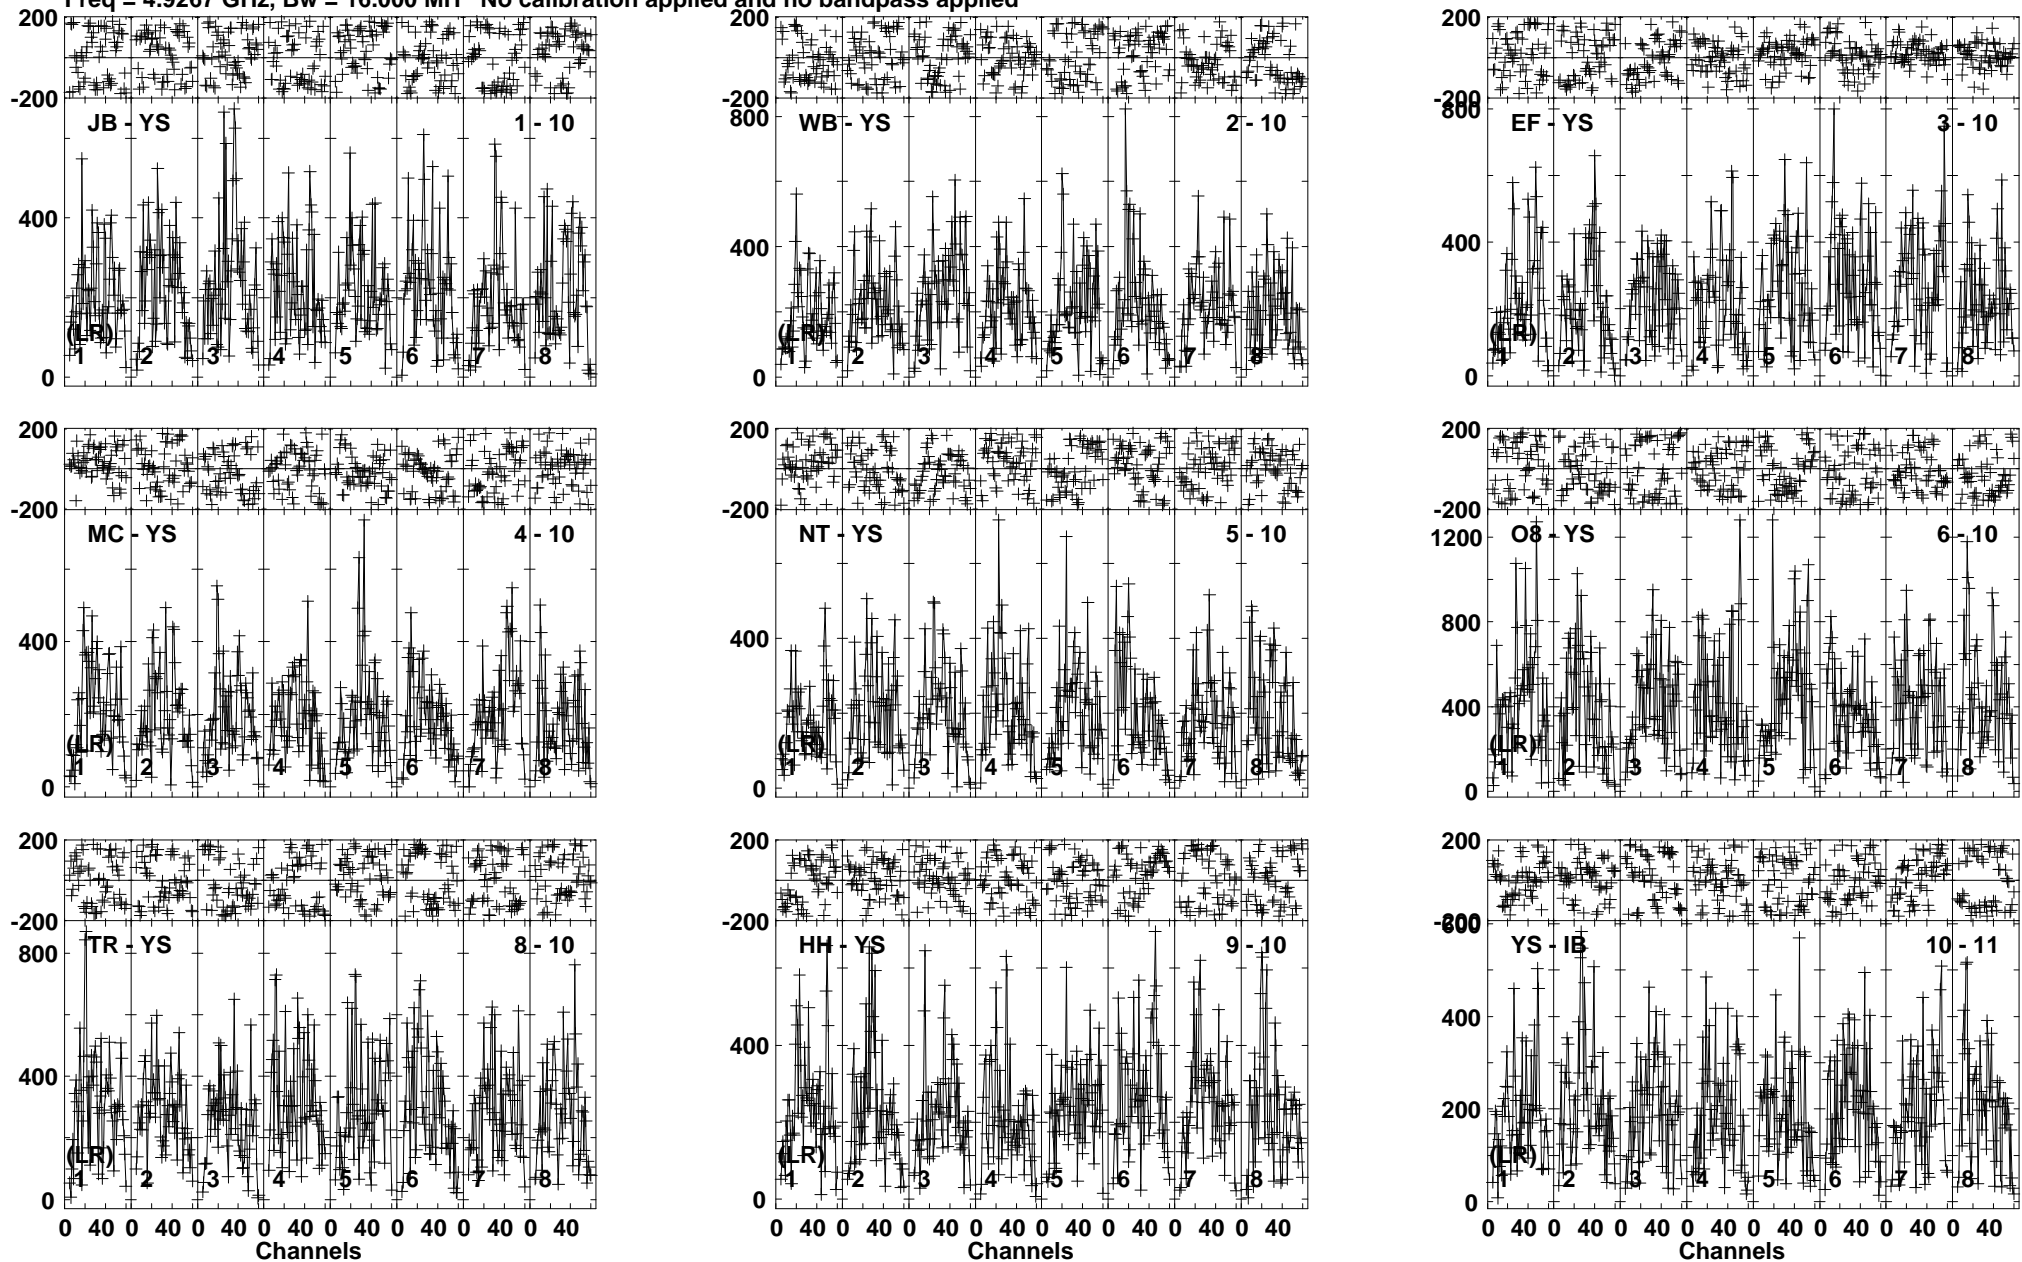 Freq = 4.9267 GHz, Bw = 16.000 MH No calibration applied and no bandpass applied
200 200 200
-200 -200 -200
JB - YS 1 - 10 WB - YS 2 - 10 EF - YS 3 - 10
800 800
400 400 400
(LR) (LR) (LR)
1 2 3 4 5 6 7 8 1 2 3 4 5 6 7 8 1 2 3 4 5 6 7 8
0 0 0
200 200 200
-200 -200 -200
MC - YS 4 - 10 NT - YS 5 - 10 O8 - YS 6 - 10
1200
800
400 400 400
(LR) (LR) (LR)
1 2 3 4 5 6 7 8 1 2 3 4 5 6 7 8 1 2 3 4 5 6 7 8
0 0 0
200 200 200
-200 -200 -200
600
TR - YS 8 - 10 HH - YS 9 - 10 YS - IB 10 - 11
800
400 400 400
200
(LR) (LR) (LR)
1 2 3 4 5 6 7 8 1 2 3 4 5 6 7 8 1 2 3 4 5 6 7 8
0 0 0
0 40 0 40 0 40 0 40 0 40 0 40 0 40 0 40 0 40 0 40 0 40 0 40 0 40 0 40 0 40 0 40 0 40 0 40 0 40 0 40 0 40 0 40 0 40 0 40
Channels Channels Channels